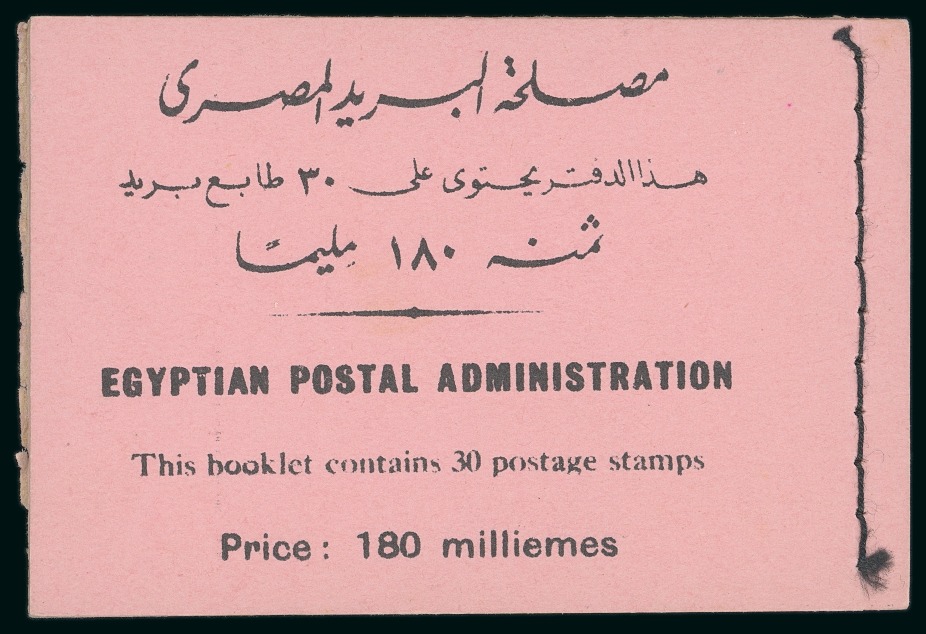 مصلحة البريد المصرى
هذا الدفتر يحتوى على ٣٠ طابع بريد
ثمنه ١٨٠ مليمًا
EGYPTIAN POSTAL ADMINISTRATION
This booklet contains 30 postage stamps
Price : 180 milliemes